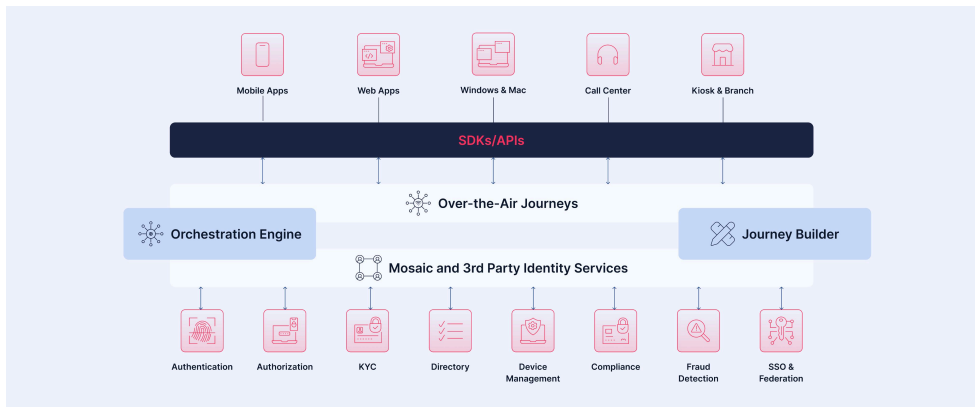 Mobile Apps
Web Apps
Windows & Mac
Call Center
Kiosk & Branch
SDKs/APIs
Over-the-Air Journeys
Orchestration Engine
Journey Builder
Mosaic and 3rd Party Identity Services
Authentication
Authorization
KYC
Directory
Device
Management
Compliance
Fraud
Detection
SSO &
Federation